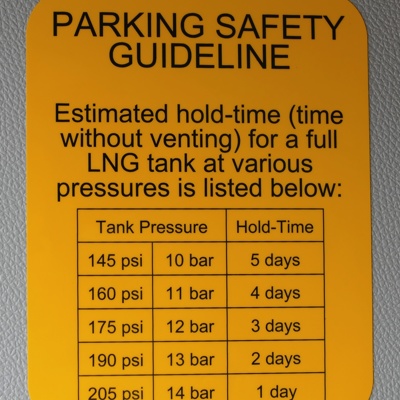 PARKING SAFETY
GUIDELINE
Estimated hold-time (time
without venting) for a full
LNG tank at various
pressures is listed below:
Tank Pressure Hold-Time
145 psi 10 bar 5 days
160 psi 11 bar 4 days
175 psi 12 bar 3 days
190 psi 13 bar 2 days
205 psi 14 bar 1 day